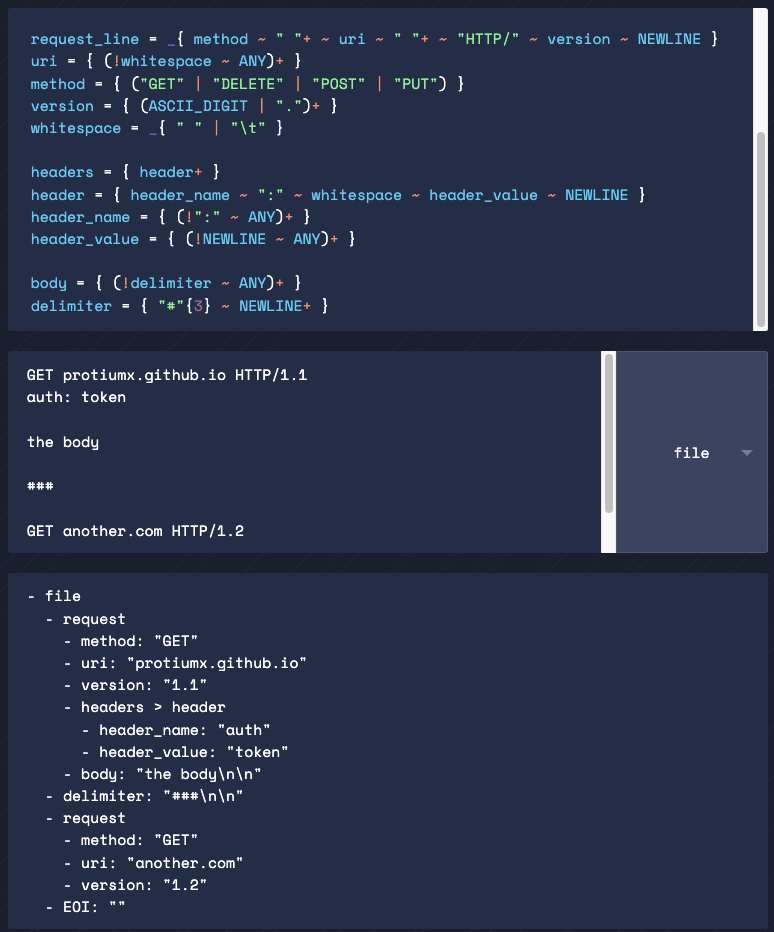 request_line = _{ method ~ " "+ ~ uri ~ " "+ ~ "HTTP/" ~ version ~ NEWLINE }
uri = { (!whitespace ~ ANY)+ }
method = { ("GET" | "DELETE" | "POST" | "PUT") }
version = { (ASCII_DIGIT | ".")+ }
whitespace = _{ " " | "\t" }

headers = { header+ }
header = { header_name ~ ":" ~ whitespace ~ header_value ~ NEWLINE }
header_name = { (!":" ~ ANY)+ }
header_value = { (!NEWLINE ~ ANY)+ }

body = { (!delimiter ~ ANY)+ }
delimiter = { "#"{3} ~ NEWLINE+ }

GET protiumx.github.io HTTP/1.1
auth: token

the body

###

GET another.com HTTP/1.2

file

- file
  - request
    - method: "GET"
    - uri: "protiumx.github.io"
    - version: "1.1"
    - headers > header
      - header_name: "auth"
      - header_value: "token"
    - body: "the body\n\n"
  - delimiter: "###\n\n"
  - request
    - method: "GET"
    - uri: "another.com"
    - version: "1.2"
  - EOI: ""